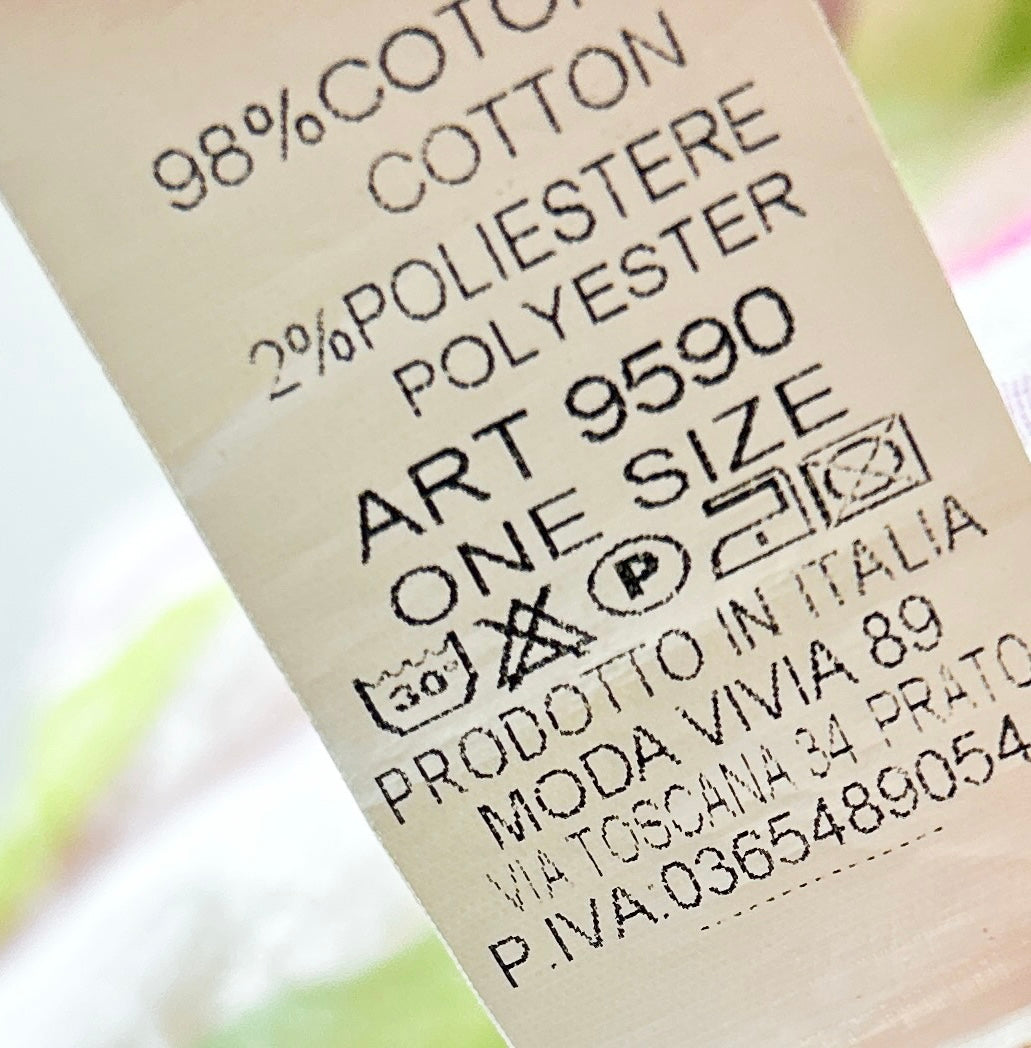 98%COTO
COTTON
2%POLIESTERE
POLYESTER
ART 9590
ONE SIZE
30° P
PRODOTTO IN ITALIA
MODA VIVIA 89
VIA TOSCANA 34 PRATO
P.IVA:0365489054